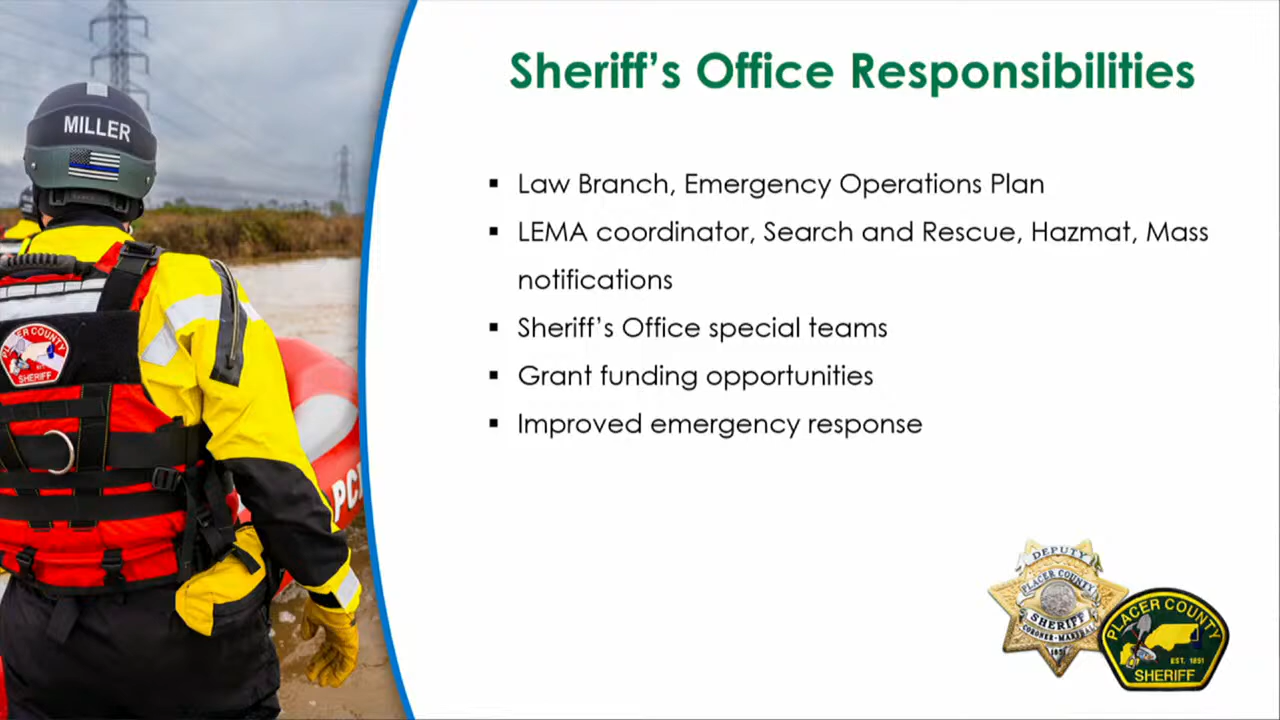 Sheriff’s Office Responsibilities
▪ Law Branch, Emergency Operations Plan
▪ LEMA coordinator, Search and Rescue, Hazmat, Mass
notifications
▪ Sheriff’s Office special teams
▪ Grant funding opportunities
▪ Improved emergency response
MILLER
PLACER COUNTY
SHERIFF
PC
DEPUTY
PLACER COUNTY
SHERIFF
CORONER-MARSHAL
PLACER COUNTY
EST. 1851
SHERIFF